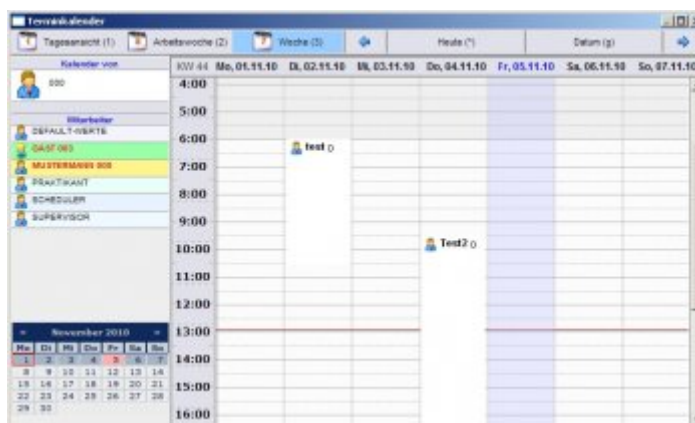 Terminkalender
Tagesansicht (1) Arbeitswoche (2) Woche (3) Heute (*) Datum (g)
Kalender von
000
Mitarbeiter
DEFAULT-WERTE
GAST 003
MUSTERMANN 000
PRAKTIKANT
SCHEDULER
SUPERVISOR
KW 44 Mo, 01.11.10 Di, 02.11.10 Mi, 03.11.10 Do, 04.11.10 Fr, 05.11.10 Sa, 06.11.10 So, 07.11.10
4:00
5:00
6:00
test ()
7:00
8:00
9:00
10:00
Test2 ()
11:00
12:00
13:00
14:00
15:00
16:00
« November 2010 »
Mo Di Mi Do Fr Sa So
1 2 3 4 5 6 7
8 9 10 11 12 13 14
15 16 17 18 19 20 21
22 23 24 25 26 27 28
29 30